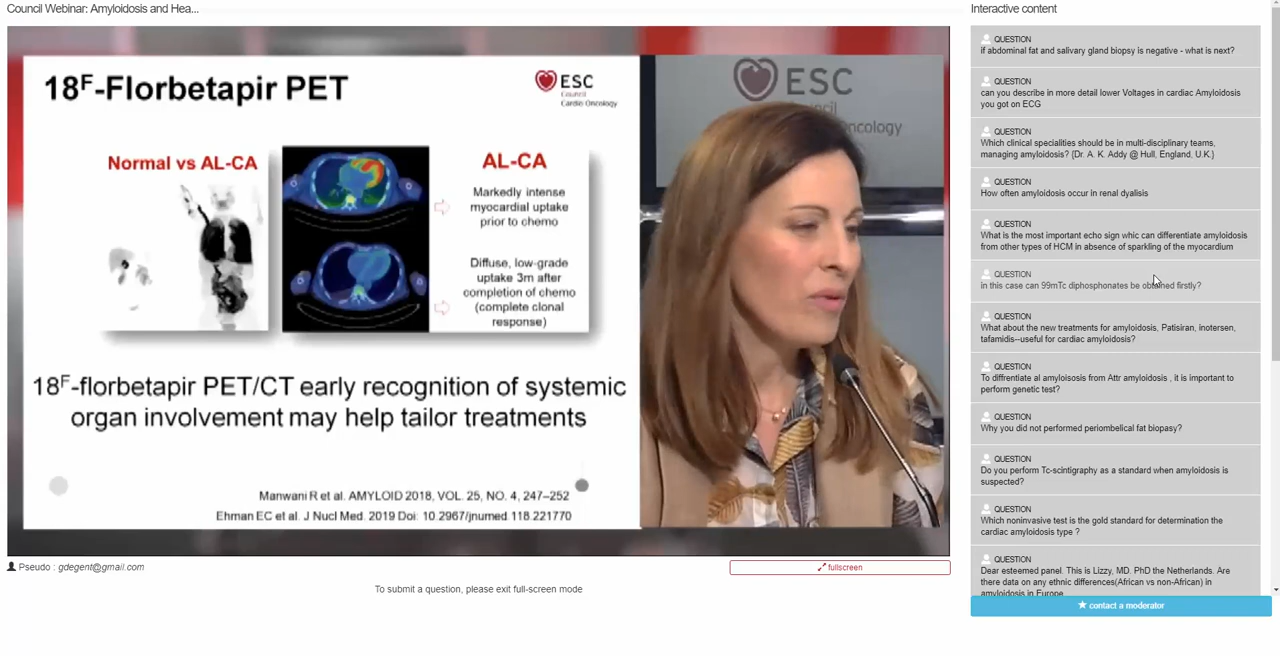 Council Webinar: Amyloidosis and Hea...
18F-Florbetapir PET
ESC
Council
Cardio Oncology
Normal vs AL-CA
AL-CA
Markedly intense
myocardial uptake
prior to chemo
Diffuse, low-grade
uptake 3m after
completion of chemo
(complete clonal
response)
18F-florbetapir PET/CT early recognition of systemic
organ involvement may help tailor treatments
Manwani R et al. AMYLOID 2018, VOL. 25, NO. 4, 247–252
Ehman EC et al. J Nucl Med. 2019 Doi: 10.2967/jnumed.118.221770
ESC
Council
ncology
Pseudo : gdegent@gmail.com
fullscreen
To submit a question, please exit full-screen mode
Interactive content
QUESTION
if abdominal fat and salivary gland biopsy is negative - what is next?
QUESTION
can you describe in more detail lower Voltages in cardiac Amyloidosis
you got on ECG
QUESTION
Which clinical specialities should be in multi-disciplinary teams,
managing amyloidosis? {Dr. A. K. Addy @ Hull, England, U.K.}
QUESTION
How often amyloidosis occur in renal dyalisis
QUESTION
What is the most important echo sign whic can differentiate amyloidosis
from other types of HCM in absence of sparkling of the myocardium
QUESTION
in this case can 99mTc diphosphonates be obtained firstly?
QUESTION
What about the new treatments for amyloidosis, Patisiran, inotersen,
tafamidis--useful for cardiac amyloidosis?
QUESTION
To diffrentiate al amyloisosis from Attr amyloidosis , it is important to
perform genetic test?
QUESTION
Why you did not performed periombelical fat biopasy?
QUESTION
Do you perform Tc-scintigraphy as a standard when amyloidosis is
suspected?
QUESTION
Which noninvasive test is the gold standard for determination the
cardiac amyloidosis type ?
QUESTION
Dear esteemed panel. This is Lizzy, MD. PhD the Netherlands. Are
there data on any ethnic differences(African vs non-African) in
amyloidosis in Europe
contact a moderator